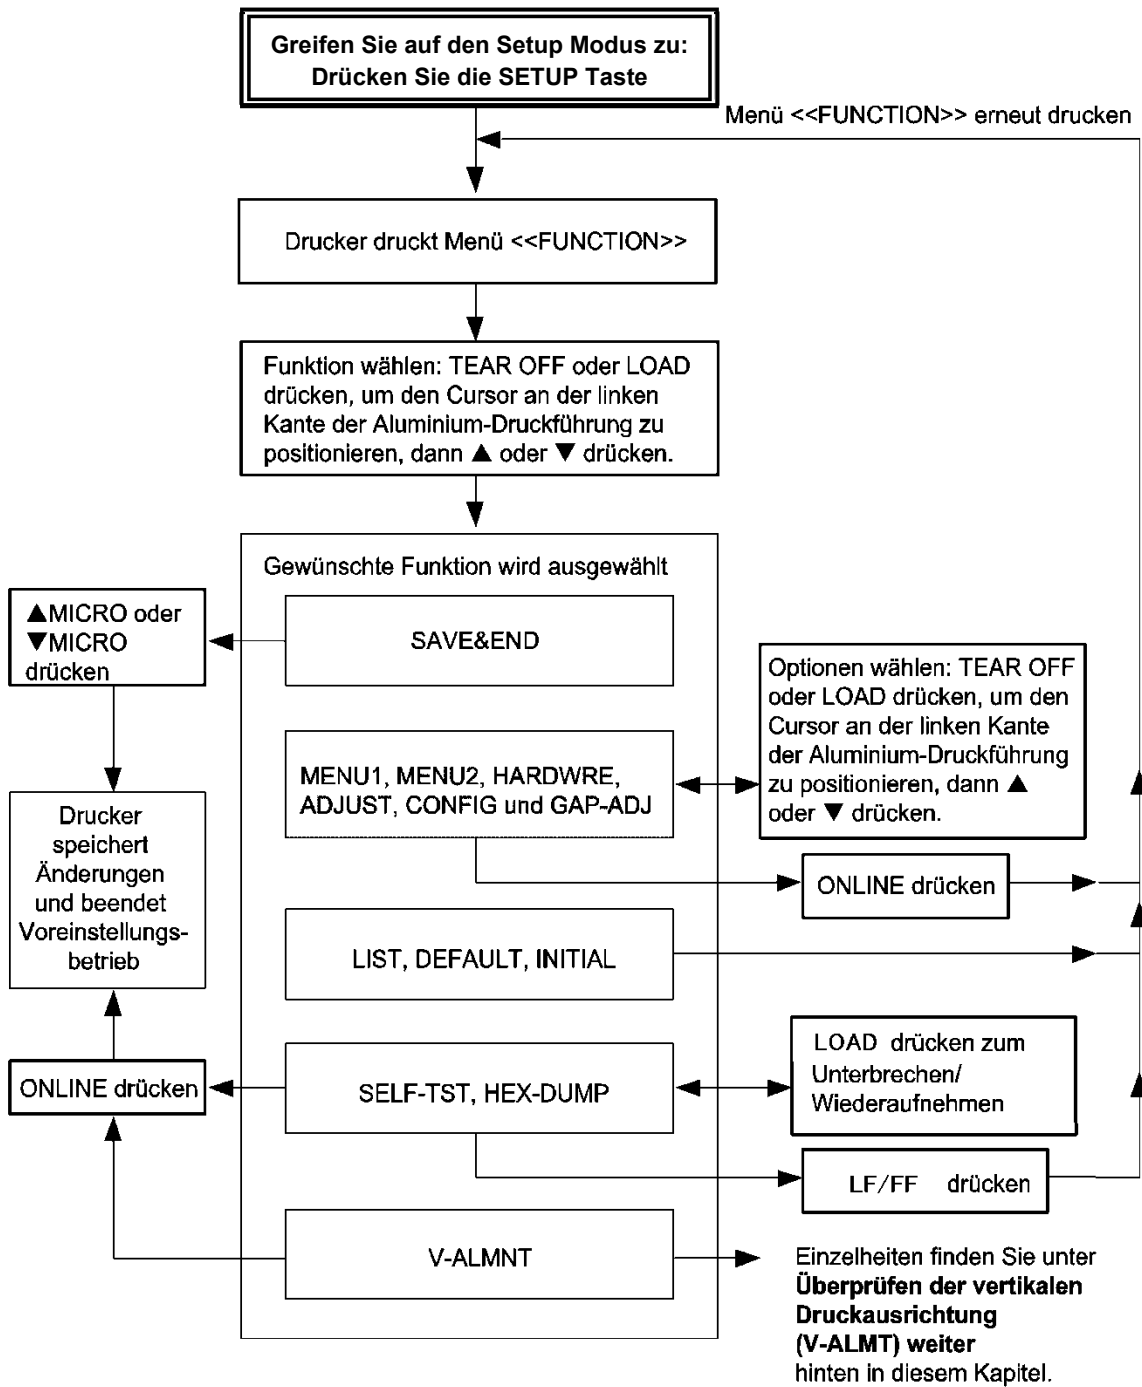 Greifen Sie auf den Setup Modus zu:
Drücken Sie die SETUP Taste
Menü <<FUNCTION>> erneut drucken
Drucker druckt Menü <<FUNCTION>>
Funktion wählen: TEAR OFF oder LOAD
drücken, um den Cursor an der linken
Kante der Aluminium-Druckführung zu
positionieren, dann ▲ oder ▼ drücken.
Gewünschte Funktion wird ausgewählt
▲MICRO oder
▼MICRO
drücken
SAVE&END
Optionen wählen: TEAR OFF
oder LOAD drücken, um den
Cursor an der linken Kante
der Aluminium-Druckführung
zu positionieren, dann ▲
oder ▼ drücken.
MENU1, MENU2, HARDWRE,
ADJUST, CONFIG und GAP-ADJ
Drucker
speichert
Änderungen
und beendet
Voreinstellungs-
betrieb
ONLINE drücken
LIST, DEFAULT, INITIAL
ONLINE drücken
SELF-TST, HEX-DUMP
LOAD drücken zum
Unterbrechen/
Wiederaufnehmen
LF/FF drücken
V-ALMNT
Einzelheiten finden Sie unter
Überprüfen der vertikalen
Druckausrichtung
(V-ALMT) weiter
hinten in diesem Kapitel.